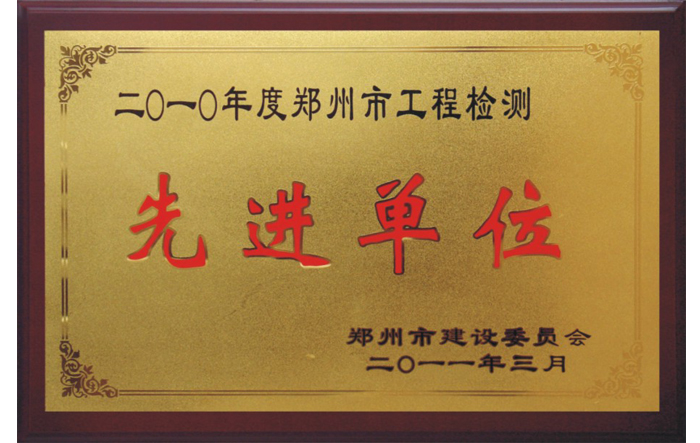 二〇一〇年度郑州市工程检测
先进单位
郑州市建设委员会
二〇一一年三月